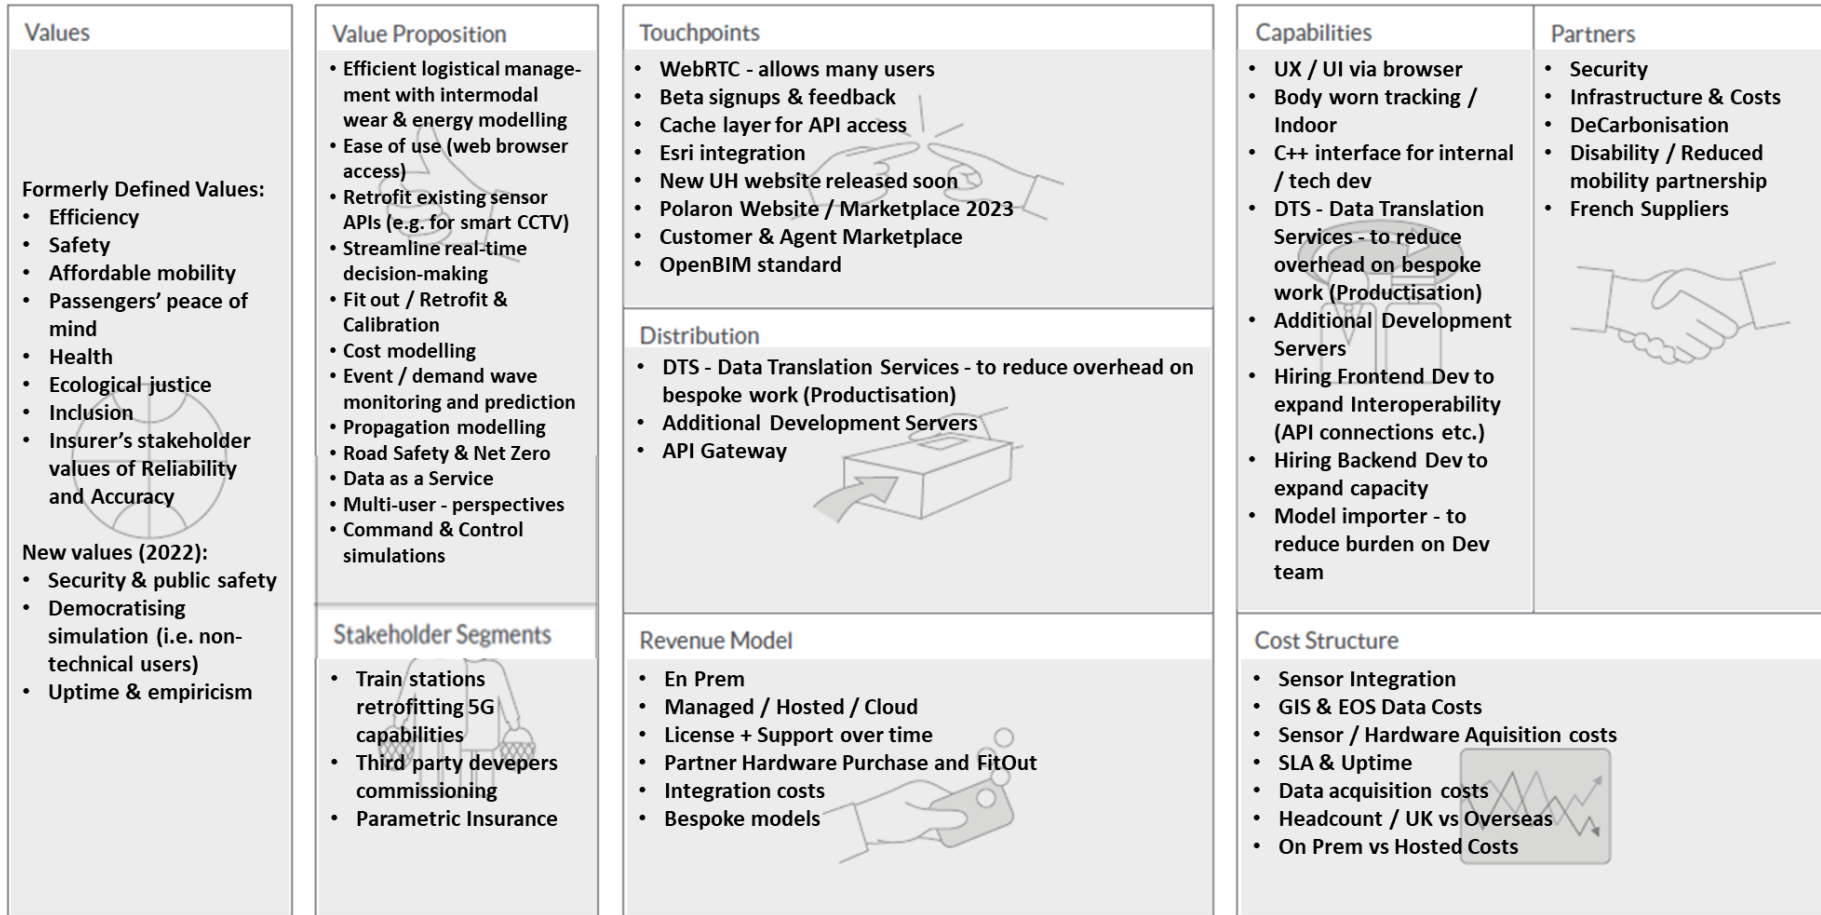 Values
Formerly Defined Values:
• Efficiency
• Safety
• Affordable mobility
• Passengers’ peace of
mind
• Health
• Ecological justice
• Inclusion
• Insurer’s stakeholder
values of Reliability
and Accuracy
New values (2022):
• Security & public safety
• Democratising
simulation (i.e. non-
technical users)
• Uptime & empiricism
Value Proposition
• Efficient logistical manage-
ment with intermodal
wear & energy modelling
• Ease of use (web browser
access)
• Retrofit existing sensor
APIs (e.g. for smart CCTV)
• Streamline real-time
decision-making
• Fit out / Retrofit &
Calibration
• Cost modelling
• Event / demand wave
monitoring and prediction
• Propagation modelling
• Road Safety & Net Zero
• Data as a Service
• Multi-user - perspectives
• Command & Control
simulations
Stakeholder Segments
• Train stations
retrofitting 5G
capabilities
• Third party devepers
commissioning
• Parametric Insurance
Touchpoints
• WebRTC - allows many users
• Beta signups & feedback
• Cache layer for API access
• Esri integration
• New UH website released soon
• Polaron Website / Marketplace 2023
• Customer & Agent Marketplace
• OpenBIM standard
Distribution
• DTS - Data Translation Services - to reduce overhead on
bespoke work (Productisation)
• Additional Development Servers
• API Gateway
Revenue Model
• En Prem
• Managed / Hosted / Cloud
• License + Support over time
• Partner Hardware Purchase and FitOut
• Integration costs
• Bespoke models
Capabilities
• UX / UI via browser
• Body worn tracking /
Indoor
• C++ interface for internal
/ tech dev
• DTS - Data Translation
Services - to reduce
overhead on bespoke
work (Productisation)
• Additional Development
Servers
• Hiring Frontend Dev to
expand Interoperability
(API connections etc.)
• Hiring Backend Dev to
expand capacity
• Model importer - to
reduce burden on Dev
team
Partners
• Security
• Infrastructure & Costs
• DeCarbonisation
• Disability / Reduced
mobility partnership
• French Suppliers
Cost Structure
• Sensor Integration
• GIS & EOS Data Costs
• Sensor / Hardware Aquisition costs
• SLA & Uptime
• Data acquisition costs
• Headcount / UK vs Overseas
• On Prem vs Hosted Costs